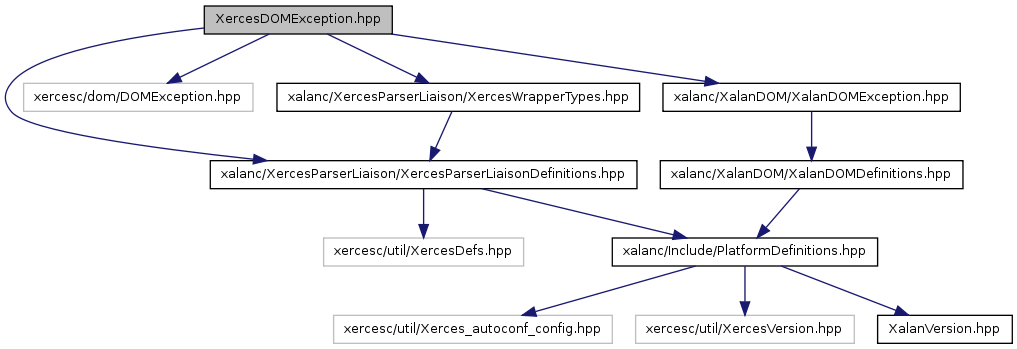 XercesDOMException.hpp
xercesc/dom/DOMException.hpp
xalanc/XercesParserLiaison/XercesWrapperTypes.hpp
xalanc/XalanDOM/XalanDOMException.hpp
xalanc/XercesParserLiaison/XercesParserLiaisonDefinitions.hpp
xalanc/XalanDOM/XalanDOMDefinitions.hpp
xercesc/util/XercesDefs.hpp
xalanc/Include/PlatformDefinitions.hpp
xercesc/util/Xerces_autoconf_config.hpp
xercesc/util/XercesVersion.hpp
XalanVersion.hpp